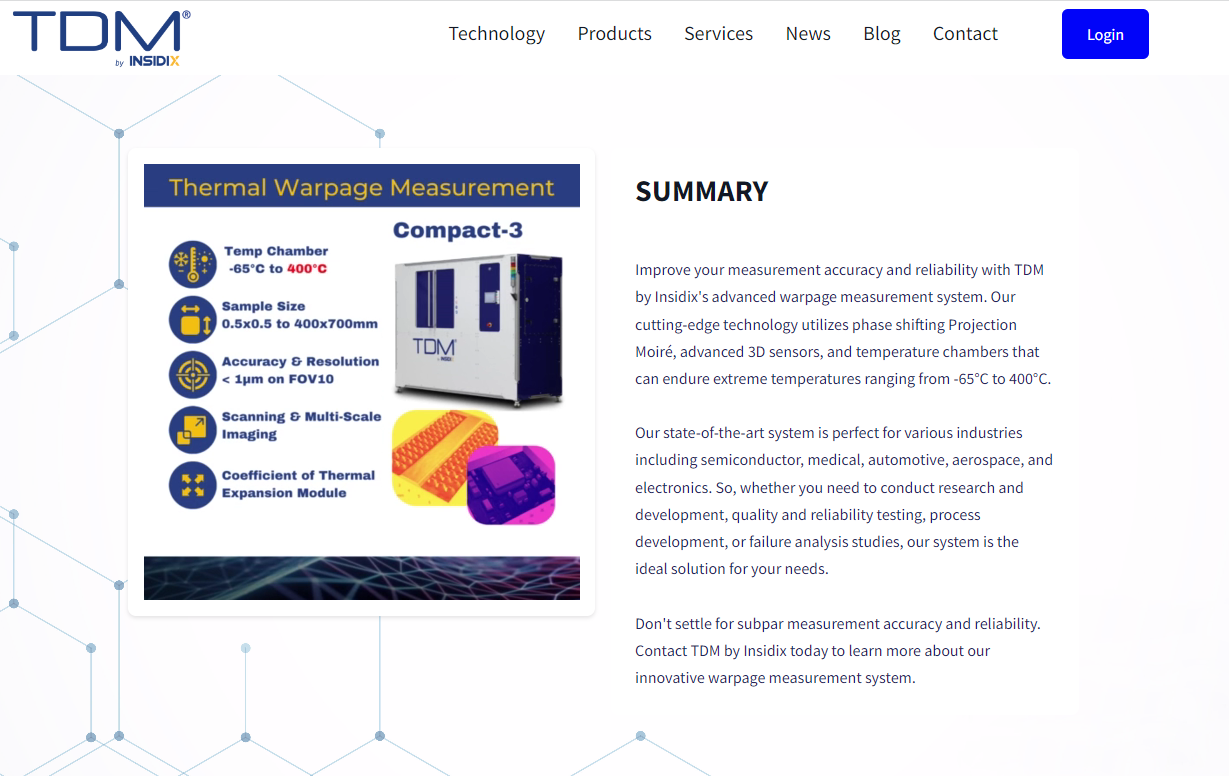 TDM®
by INSIDIX
Technology
Products
Services
News
Blog
Contact
Login
Thermal Warpage Measurement
Compact-3
Temp Chamber
-65°C to 400°C
Sample Size
0.5x0.5 to 400x700mm
Accuracy & Resolution
< 1µm on FOV10
Scanning & Multi-Scale
Imaging
Coefficient of Thermal
Expansion Module
TDM
by INSIDIX
SUMMARY
Improve your measurement accuracy and reliability with TDM
by Insidix's advanced warpage measurement system. Our
cutting-edge technology utilizes phase shifting Projection
Moiré, advanced 3D sensors, and temperature chambers that
can endure extreme temperatures ranging from -65°C to 400°C.
Our state-of-the-art system is perfect for various industries
including semiconductor, medical, automotive, aerospace, and
electronics. So, whether you need to conduct research and
development, quality and reliability testing, process
development, or failure analysis studies, our system is the
ideal solution for your needs.
Don't settle for subpar measurement accuracy and reliability.
Contact TDM by Insidix today to learn more about our
innovative warpage measurement system.